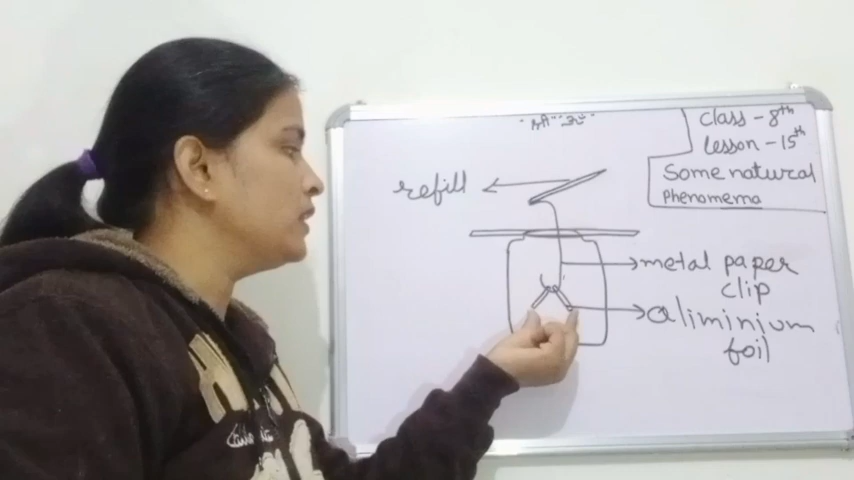 class - 8th
lesson - 15th
Some natural
Phenomema
refill
metal paper
clip
aliminium
foil